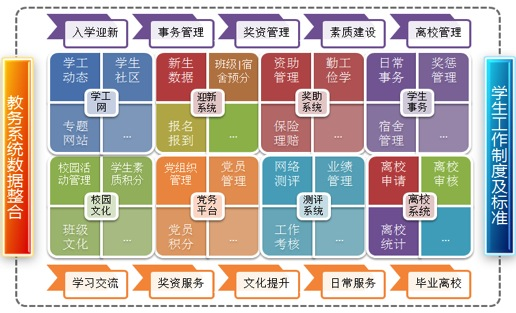 入学迎新
事务管理
奖资管理
素质建设
离校管理
教务系统数据整合
学工
动态
学生
社区
学工
网
专题
网站
...
新生
数据
班级|宿
舍预分
迎新
系统
报名
报到
...
资助
管理
勤工
俭学
奖助
系统
保险
理赔
...
日常
事务
奖惩
管理
学生
事务
宿舍
管理
...
校园活
动管理
学生素
质积分
校园
文化
班级
文化
...
党组织
管理
党员
管理
党务
平台
党员
积分
...
网络
测评
业绩
管理
测评
系统
工作
考核
...
离校
申请
离校
审核
离校
系统
离校
统计
...
学生工作制度及标准
学习交流
奖资服务
文化提升
日常服务
毕业离校